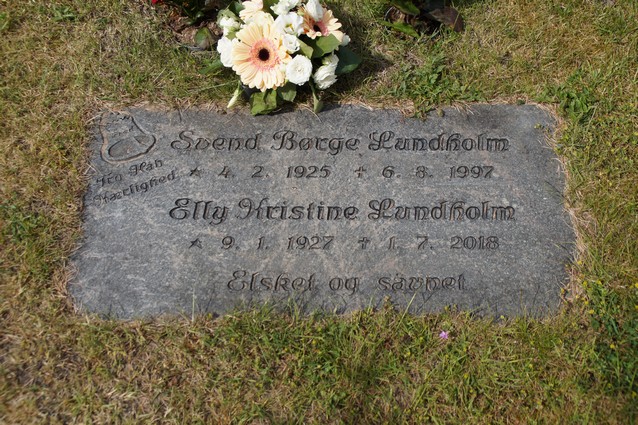 Svend Børge Lundholm
★ 4. 2. 1925 ✝ 6. 8. 1997
Tro Håb
Kærlighed
Elly Kristine Lundholm
★ 9. 1. 1927 ✝ 1. 7. 2018
Elsket og savnet